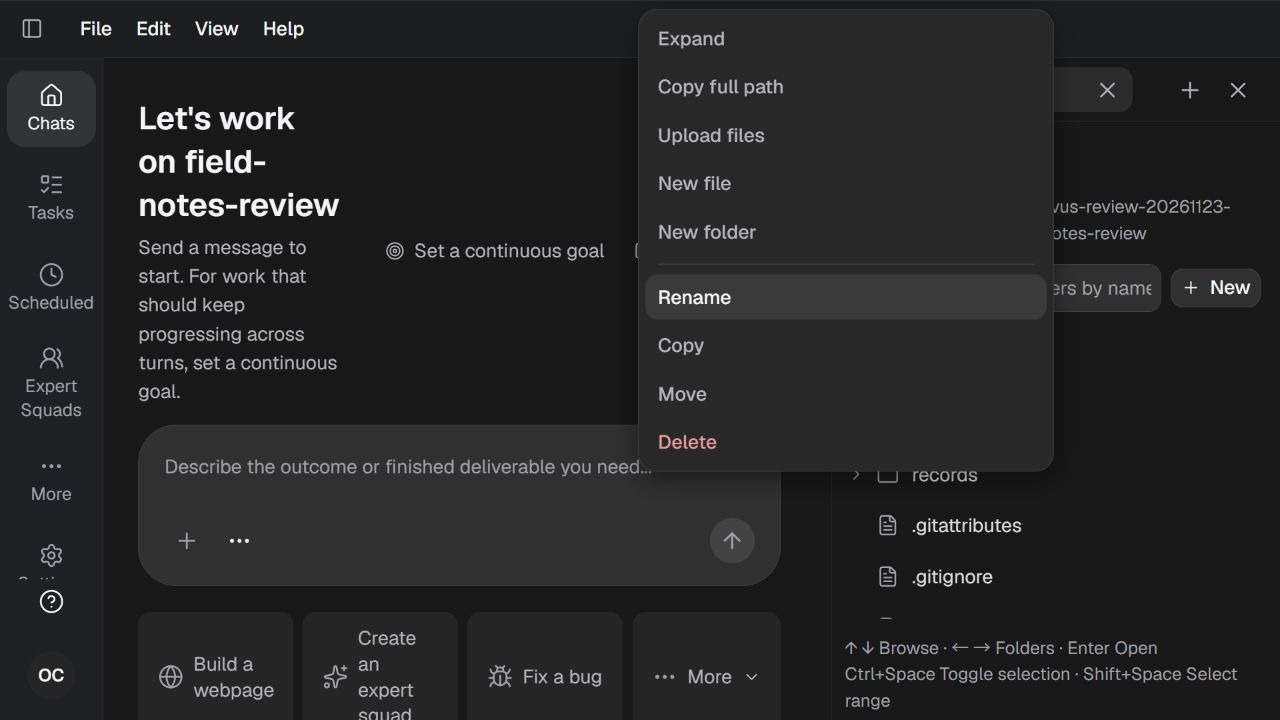 File Edit View Help
Chats
Tasks
Scheduled
Expert
Squads
More
OC
Let's work
on field-
notes-review
Send a message to
start. For work that
should keep
progressing across
turns, set a continuous
goal.
Set a continuous goal
Describe the outcome or finished deliverable you need...
Build a
webpage
Create
an
expert
squad
Fix a bug
More
Expand
Copy full path
Upload files
New file
New folder
Rename
Copy
Move
Delete
vus-review-20261123-
otes-review
ers by name
New
records
.gitattributes
.gitignore
↑↓ Browse · ←→ Folders · Enter Open
Ctrl+Space Toggle selection · Shift+Space Select
range